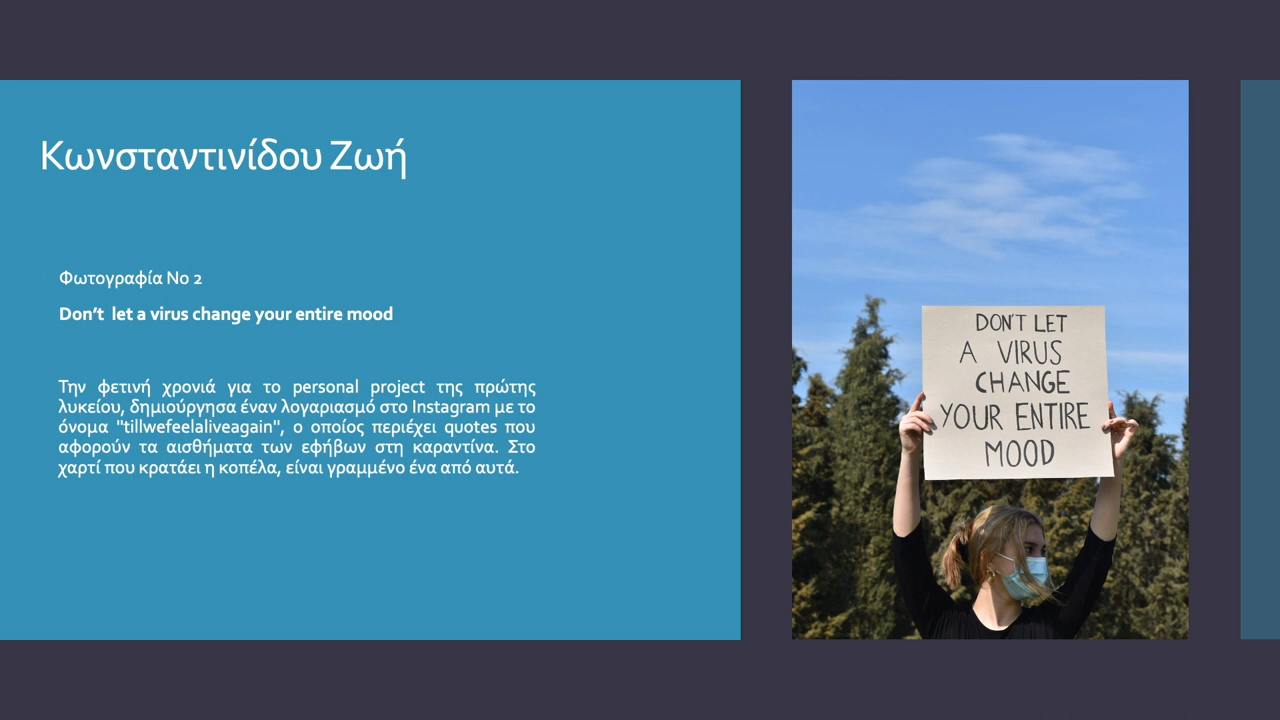 Κωνσταντινίδου Ζωή
Φωτογραφία Νο 2
Don’t let a virus change your entire mood
Την φετινή χρονιά για το personal project της πρώτης
λυκείου, δημιούργησα έναν λογαριασμό στο Instagram με το
όνομα "tillwefeelaliveagain", ο οποίος περιέχει quotes που
αφορούν τα αισθήματα των εφήβων στη καραντίνα. Στο
χαρτί που κρατάει η κοπέλα, είναι γραμμένο ένα από αυτά.
DON'T LET
A VIRUS
CHANGE
YOUR ENTIRE
MOOD